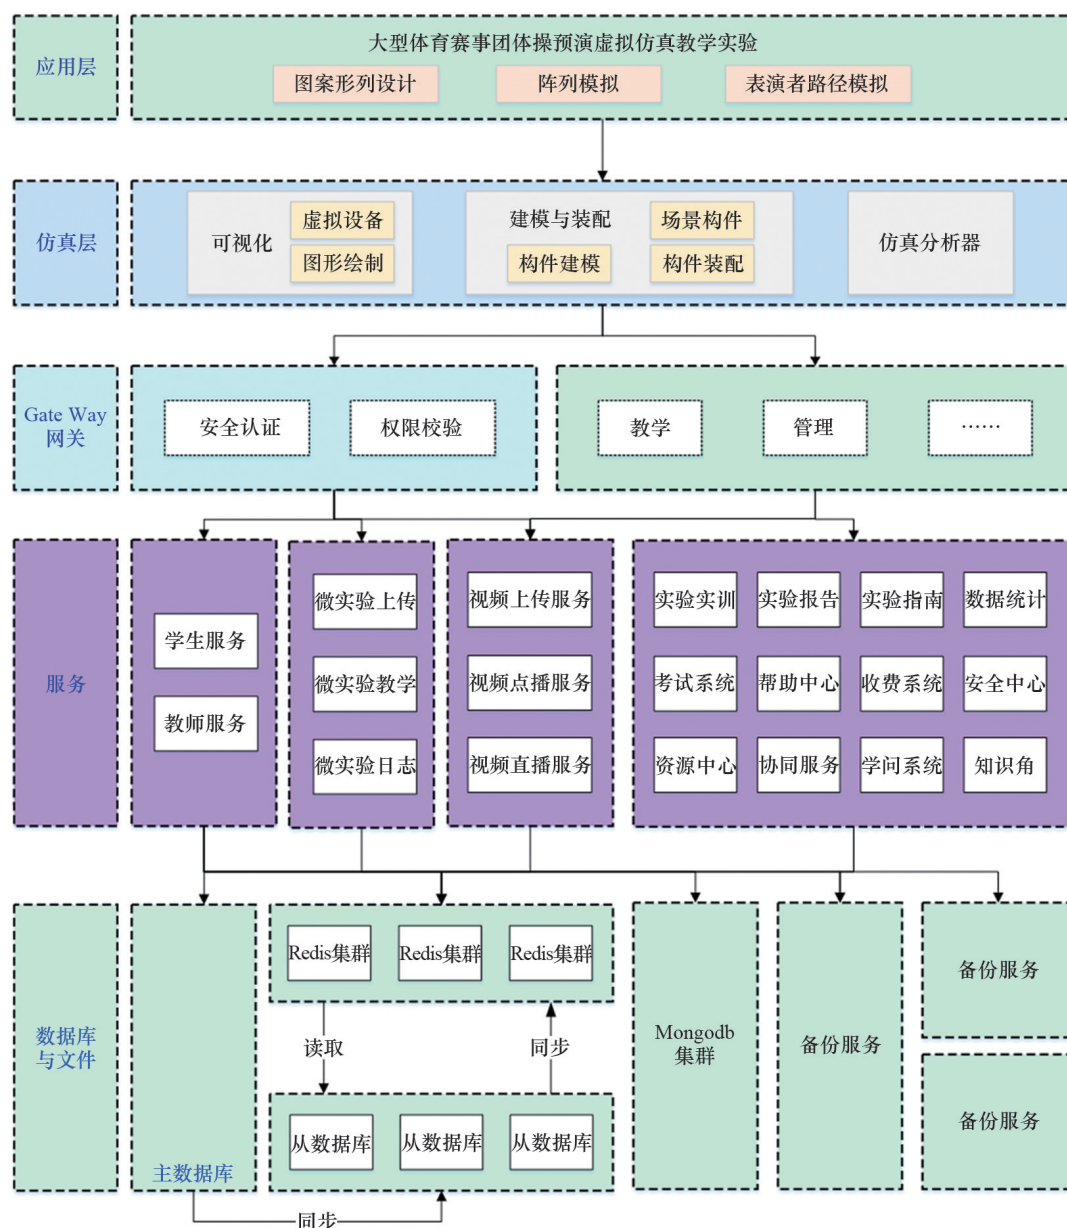 大型体育赛事团体操预演虚拟仿真教学实验
应用层
图案形列设计
阵列模拟
表演者路径模拟
仿真层
可视化
虚拟设备
图形绘制
建模与装配
场景构件
构件建模
构件装配
仿真分析器
Gate Way
网关
安全认证
权限校验
教学
管理
……
服务
学生服务
教师服务
微实验上传
微实验教学
微实验日志
视频上传服务
视频点播服务
视频直播服务
实验实训
实验报告
实验指南
数据统计
考试系统
帮助中心
收费系统
安全中心
资源中心
协同服务
学问系统
知识角
数据库
与文件
主数据库
Redis集群
Redis集群
Redis集群
读取
同步
从数据库
从数据库
从数据库
同步
Mongodb
集群
备份服务
备份服务
备份服务